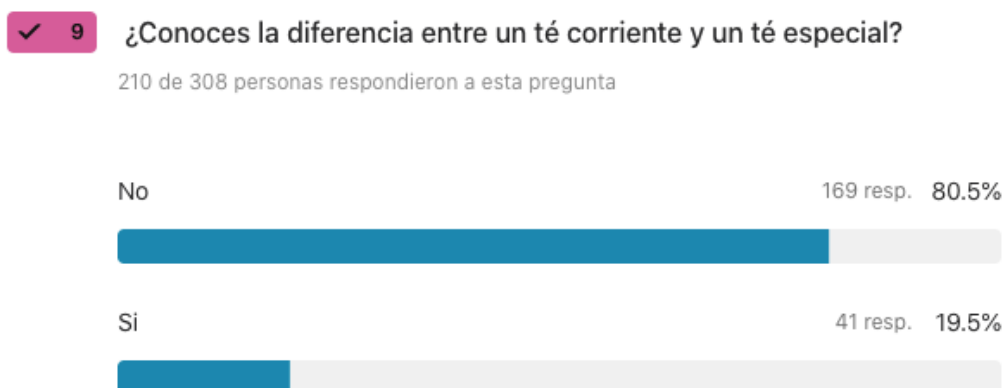 9 ¿Conoces la diferencia entre un té corriente y un té especial?
210 de 308 personas respondieron a esta pregunta
No 169 resp. 80.5%
Si 41 resp. 19.5%